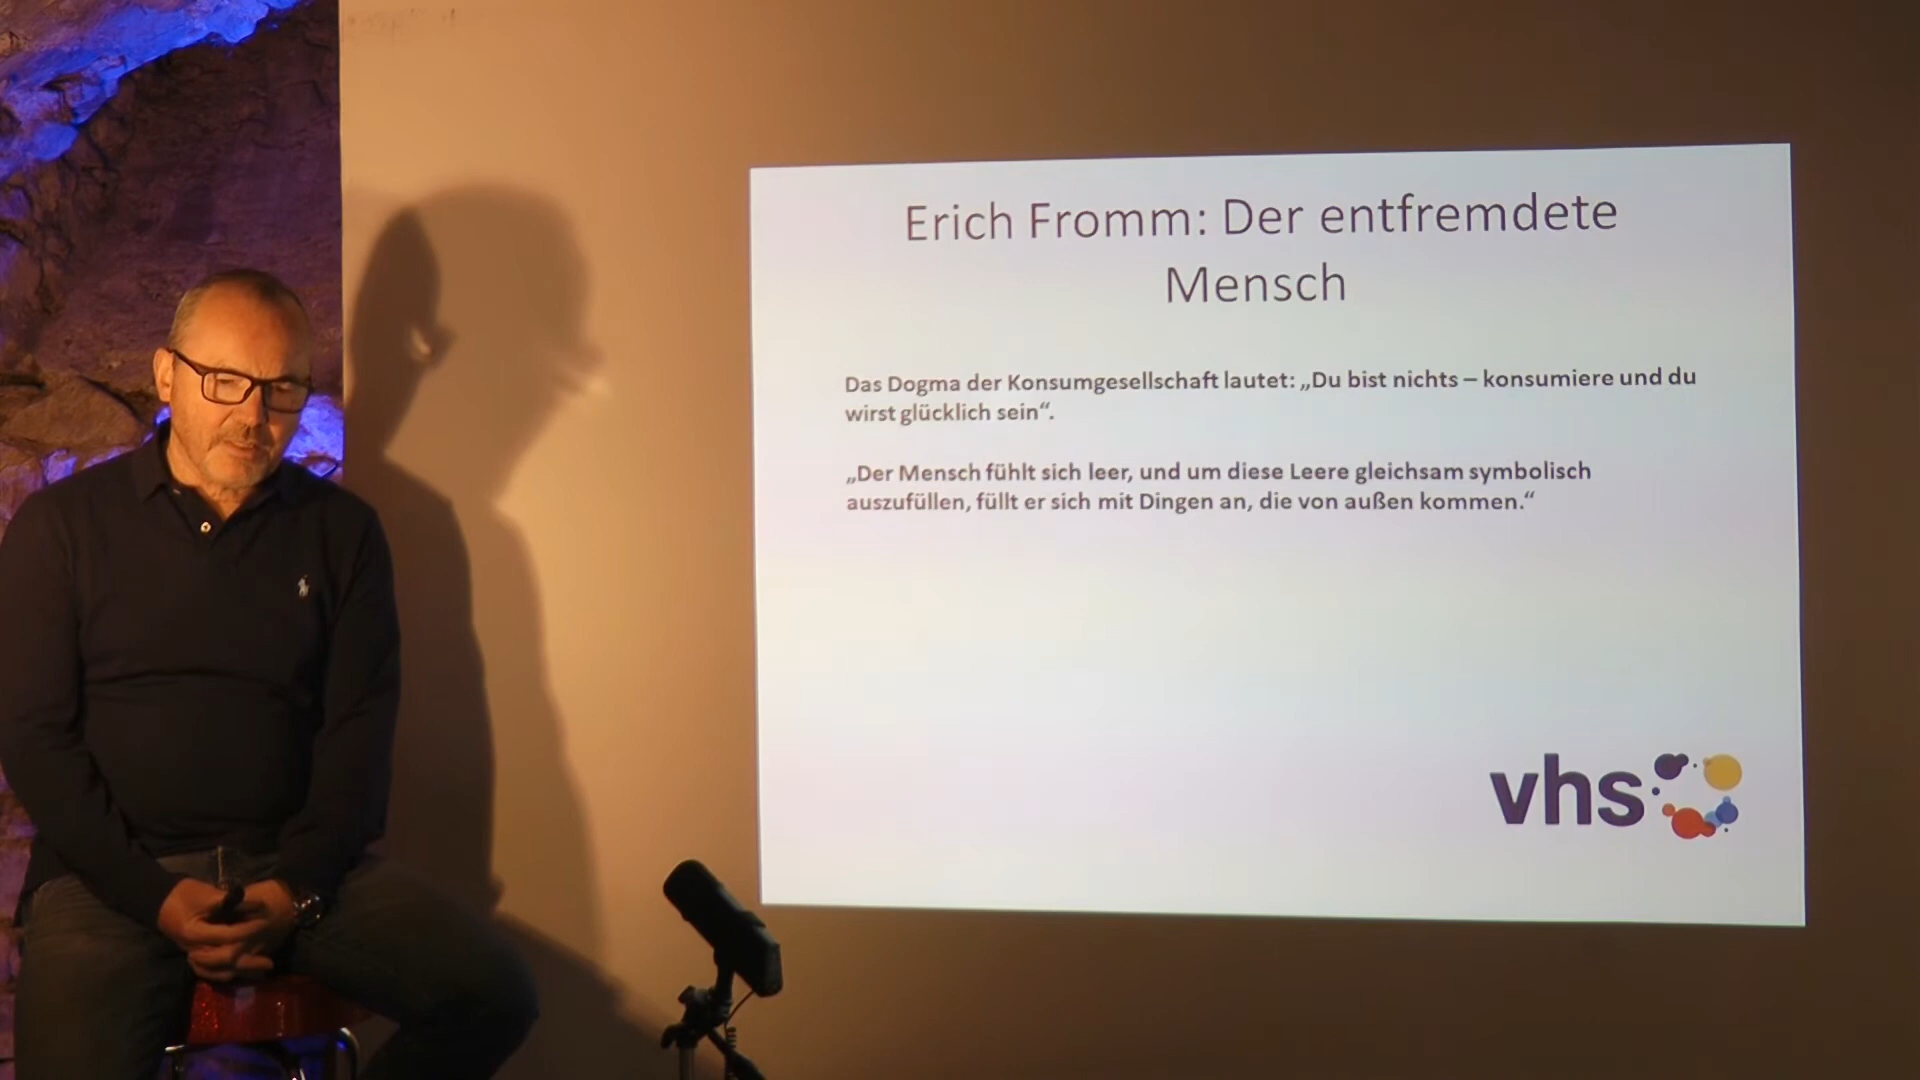 Erich Fromm: Der entfremdete
Mensch
Das Dogma der Konsumgesellschaft lautet: „Du bist nichts – konsumiere und du
wirst glücklich sein“.
„Der Mensch fühlt sich leer, und um diese Leere gleichsam symbolisch
auszufüllen, füllt er sich mit Dingen an, die von außen kommen.“
vhs